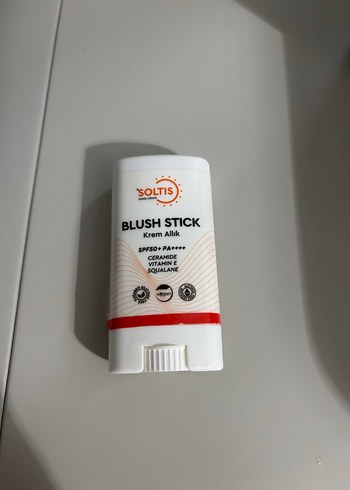 SOLTIS
BLUSH STICK
Krem Allık
SPF50+ PA++++
CERAMIDE
VITAMIN E
SQUALANE